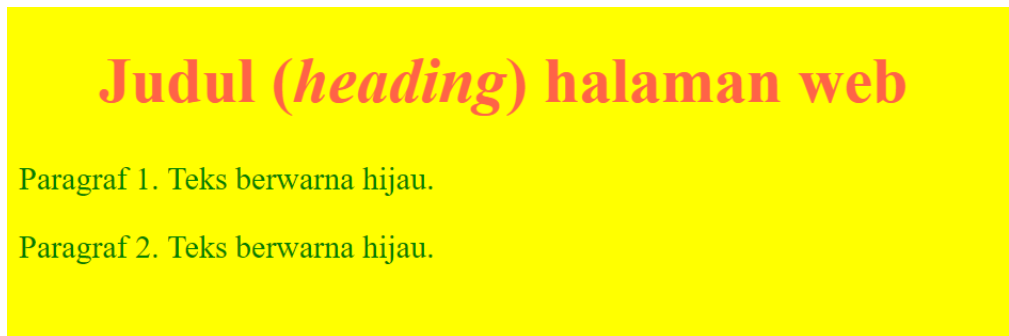 Judul (heading) halaman web
Paragraf 1. Teks berwarna hijau.
Paragraf 2. Teks berwarna hijau.